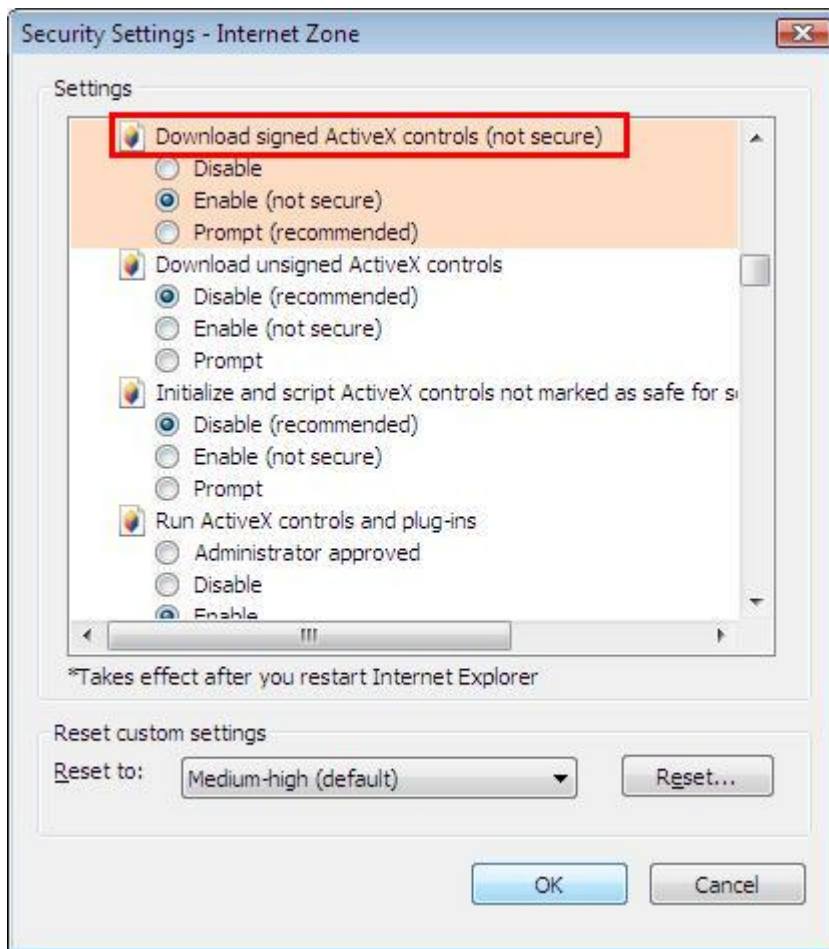 Security Settings - Internet Zone
Settings
Download signed ActiveX controls (not secure)
Disable
Enable (not secure)
Prompt (recommended)
Download unsigned ActiveX controls
Disable (recommended)
Enable (not secure)
Prompt
Initialize and script ActiveX controls not marked as safe for
Disable (recommended)
Enable (not secure)
Prompt
Run ActiveX controls and plug-ins
Administrator approved
Disable
Enable
*Takes effect after you restart Internet Explorer
Reset custom settings
Reset to: Medium-high (default) Reset...
OK Cancel